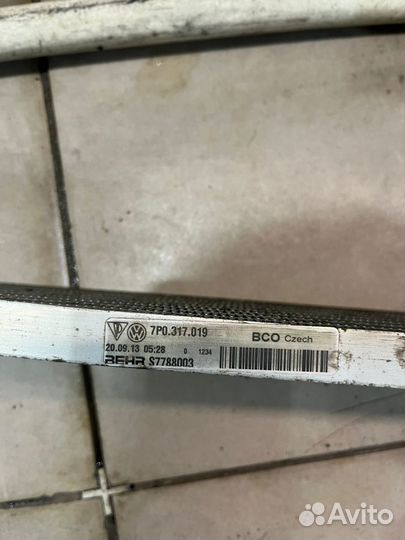 7P0.317.019
BCO Czech
20.09.13 05:28 0 1234
BEHR S7788003
Avito